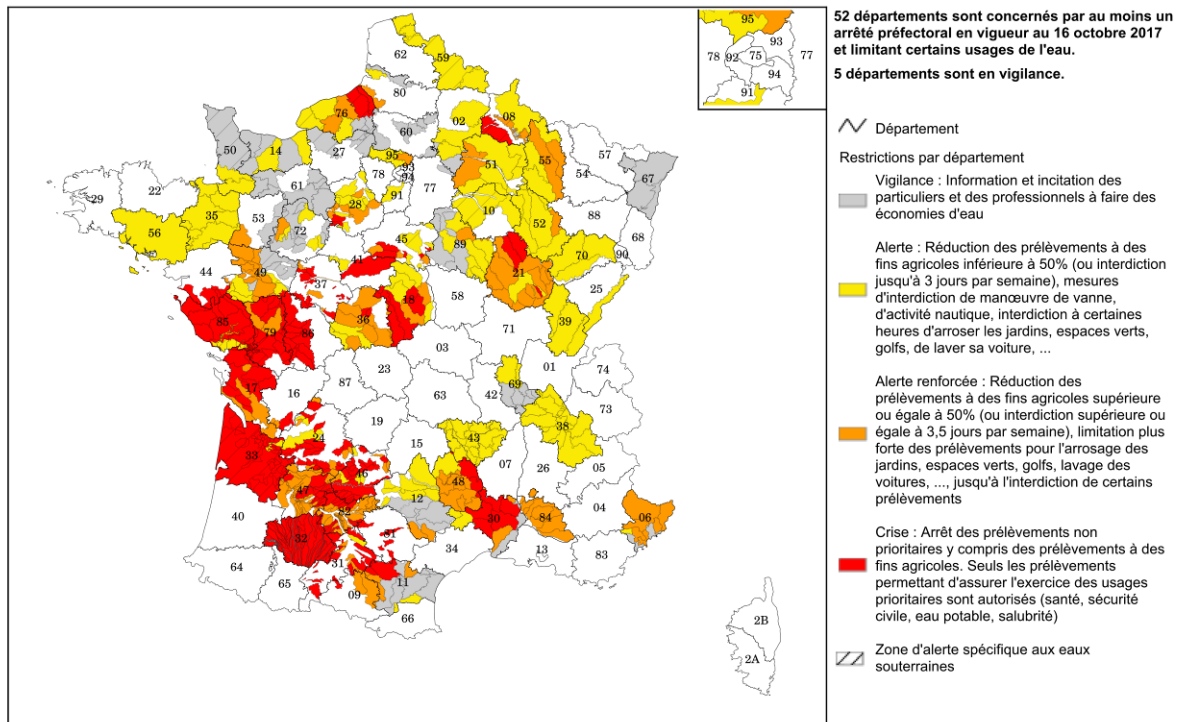 95
93
78
92
75
77
94
91
62
59
80
76
02
08
60
50
14
27
95
51
55
57
54
67
93
94
78
77
61
91
29
22
35
53
28
10
88
56
72
52
68
45
89
70
90
41
44
49
37
21
25
58
18
36
39
85
79
86
71
03
23
01
74
17
16
87
69
63
42
73
19
38
24
15
43
33
46
07
26
05
48
47
12
40
82
30
84
04
06
32
81
34
13
83
64
31
65
11
09
66
2B
2A
52 départements sont concernés par au moins un
arrêté préfectoral en vigueur au 16 octobre 2017
et limitant certains usages de l'eau.
5 départements sont en vigilance.
Département
Restrictions par département
Vigilance : Information et incitation des
particuliers et des professionnels à faire des
économies d'eau
Alerte : Réduction des prélèvements à des
fins agricoles inférieure à 50% (ou interdiction
jusqu'à 3 jours par semaine), mesures
d'interdiction de manœuvre de vanne,
d'activité nautique, interdiction à certaines
heures d'arroser les jardins, espaces verts,
golfs, de laver sa voiture, ...
Alerte renforcée : Réduction des
prélèvements à des fins agricoles supérieure
ou égale à 50% (ou interdiction supérieure ou
égale à 3,5 jours par semaine), limitation plus
forte des prélèvements pour l'arrosage des
jardins, espaces verts, golfs, lavage des
voitures, ..., jusqu'à l'interdiction de certains
prélèvements
Crise : Arrêt des prélèvements non
prioritaires y compris des prélèvements à des
fins agricoles. Seuls les prélèvements
permettant d'assurer l'exercice des usages
prioritaires sont autorisés (santé, sécurité
civile, eau potable, salubrité)
Zone d'alerte spécifique aux eaux
souterraines